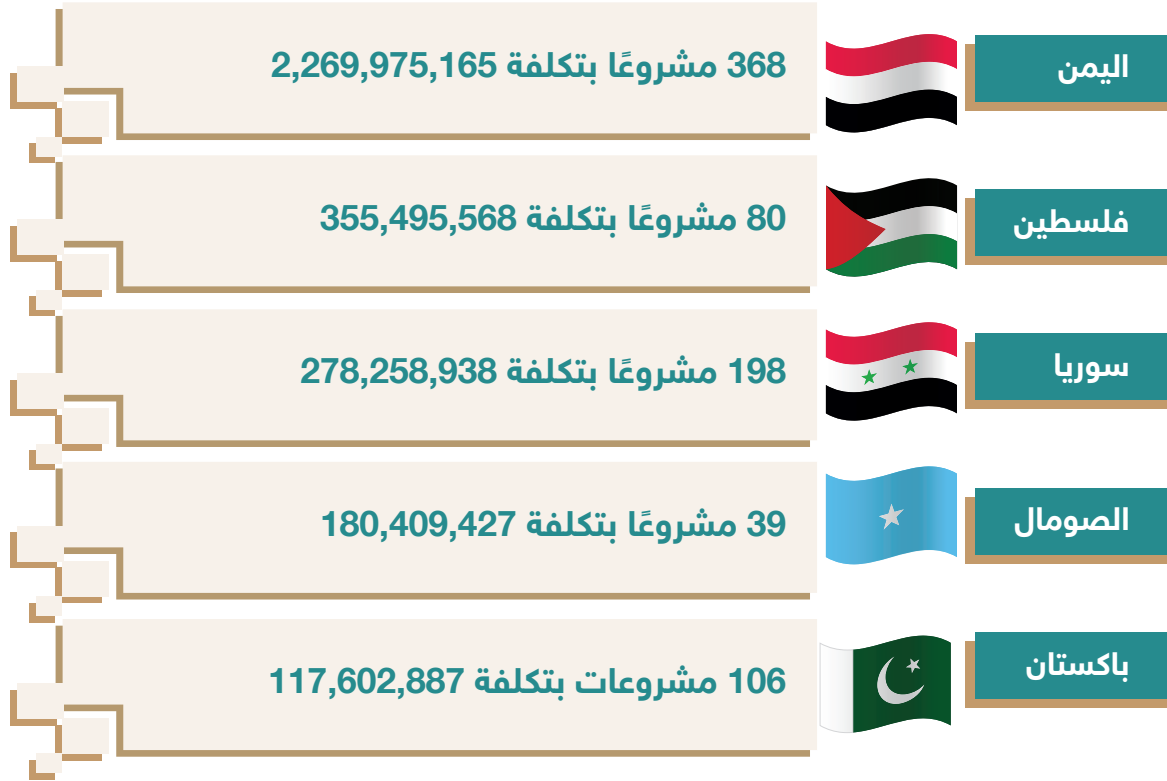 اليمن
368 مشروعًا بتكلفة 2,269,975,165
فلسطين
80 مشروعًا بتكلفة 355,495,568
سوريا
198 مشروعًا بتكلفة 278,258,938
الصومال
39 مشروعًا بتكلفة 180,409,427
باكستان
106 مشروعات بتكلفة 117,602,887